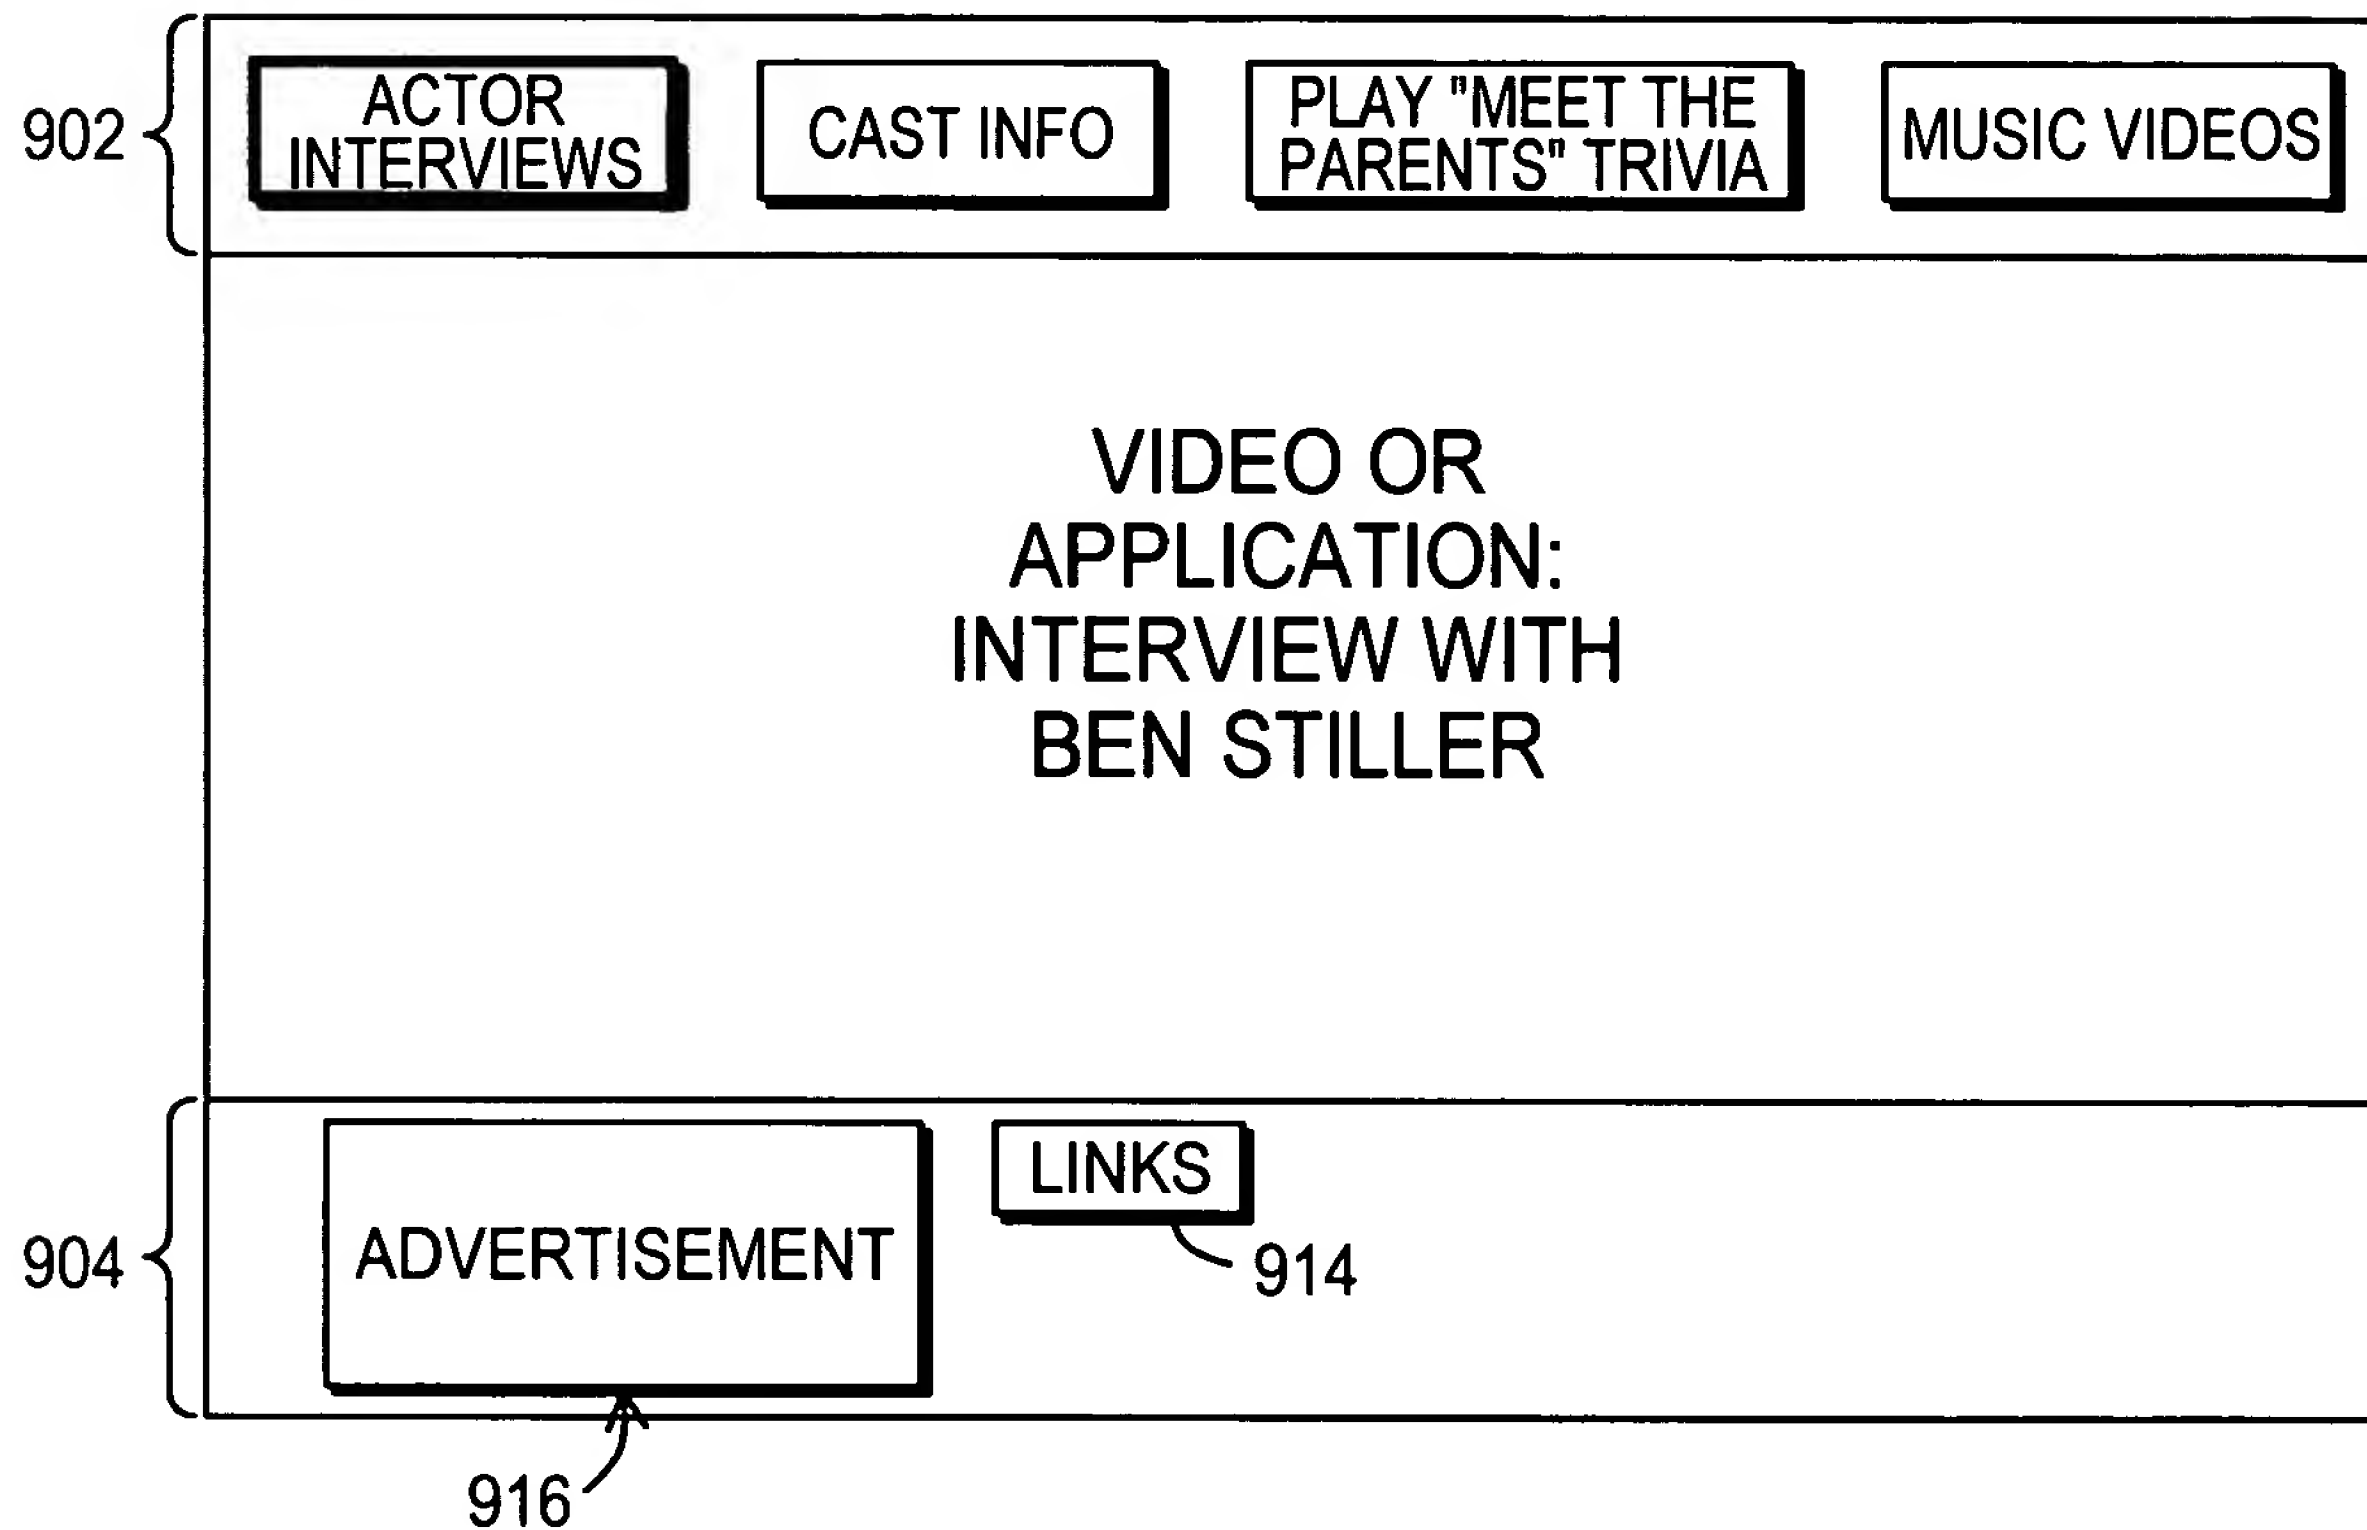 902
ACTOR
INTERVIEWS
CAST INFO
PLAY "MEET THE
PARENTS" TRIVIA
MUSIC VIDEOS
VIDEO OR
APPLICATION:
INTERVIEW WITH
BEN STILLER
904
ADVERTISEMENT
LINKS
914
916